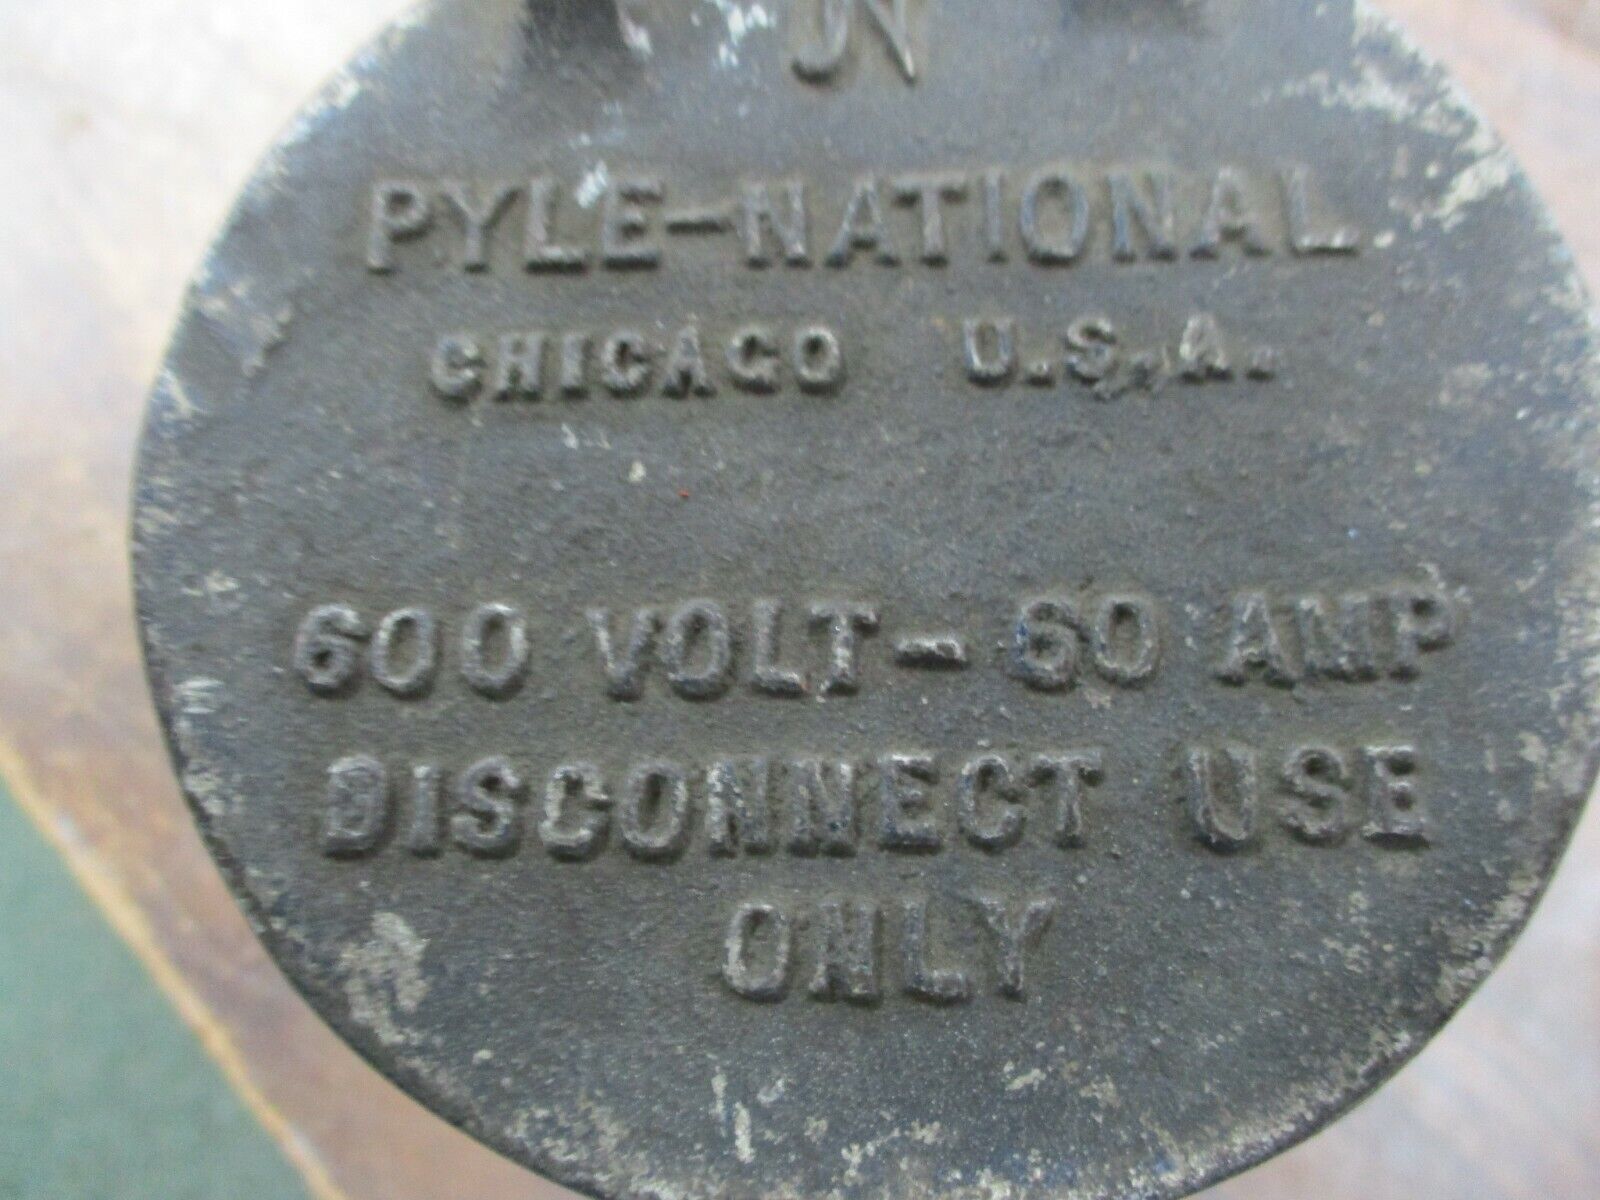 PYLE-NATIONAL
CHICAGO U.S.A.
600 VOLT-60 AMP
DISCONNECT USE
ONLY